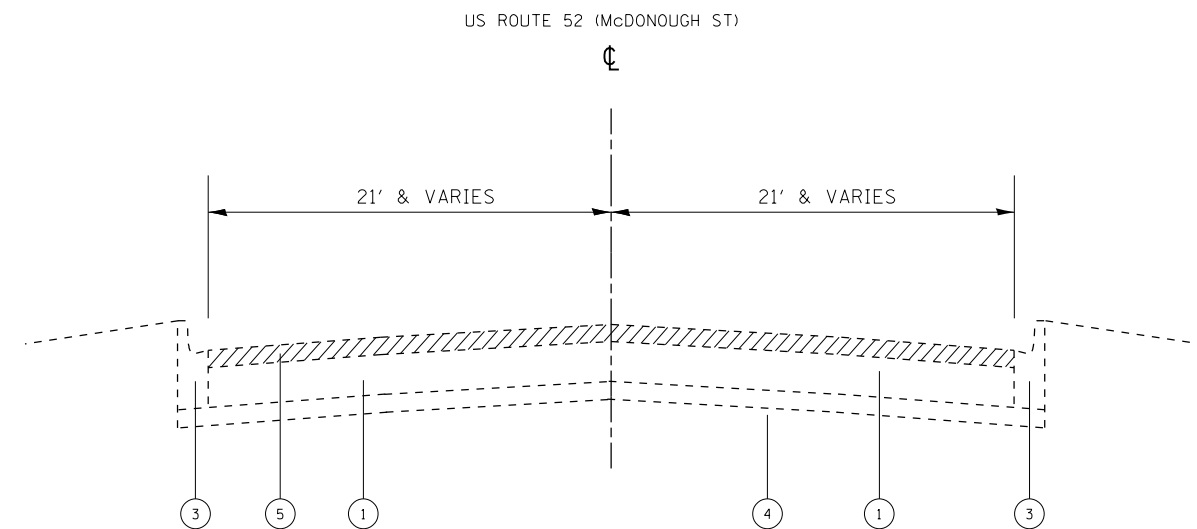 US ROUTE 52 (McDONOUGH ST)
℄
21' & VARIES 21' & VARIES
3 5 1 4 1 3